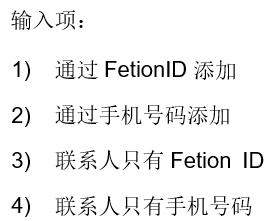 输入项：
1) 通过 FetionID 添加
2) 通过手机号码添加
3) 联系人只有 Fetion ID
4) 联系人只有手机号码